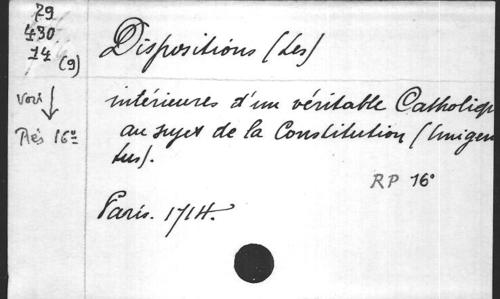 79
430
14 (9)
voir
Rés 16°
Dispositions (Les)
intérieures d'un véritable Catholiq
au sujet de la Constitution (Unigen
tus).
RP 16°
Paris. 1714.